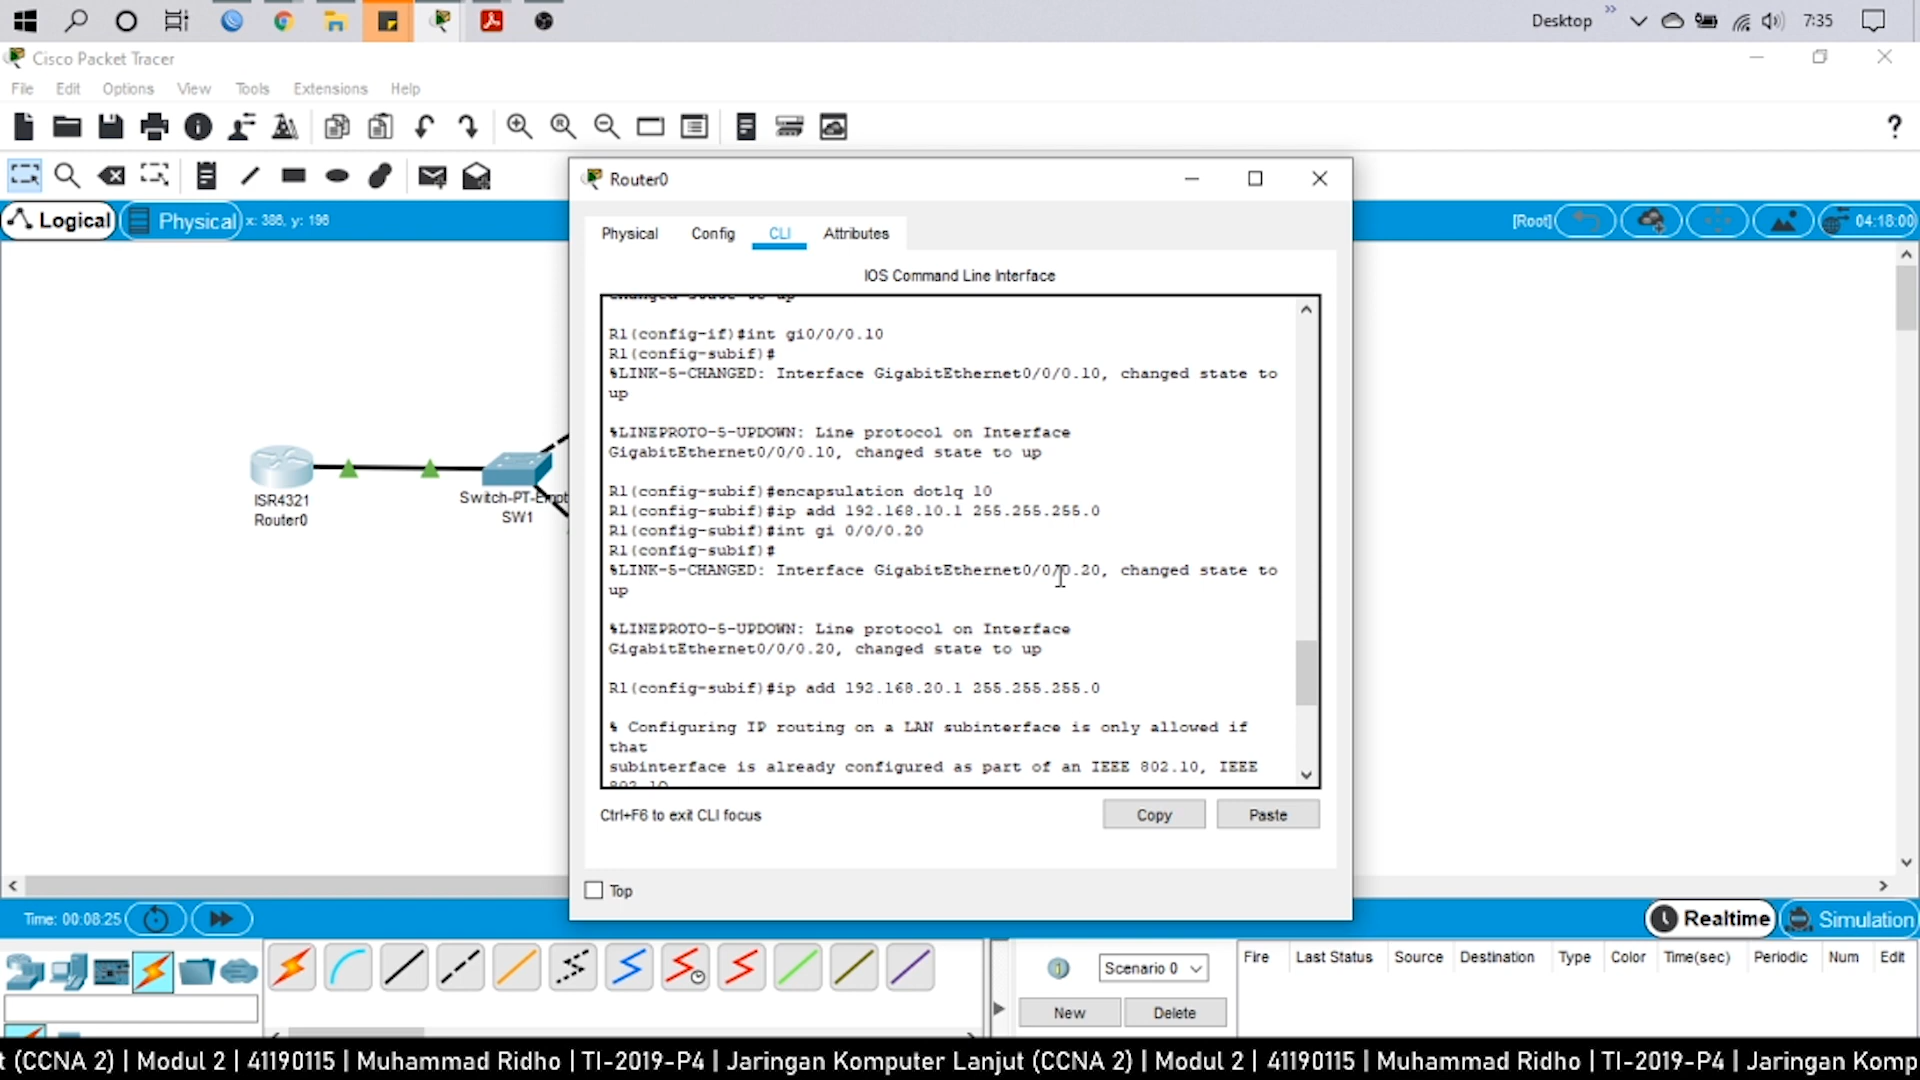 Desktop
7:35
Cisco Packet Tracer
File Edit Options View Tools Extensions Help
Logical Physical x: 386, y: 196
[Root] 04:18:00
Router0
Physical Config CLI Attributes
IOS Command Line Interface
changed state to up
R1(config-if)#int gi0/0/0.10
R1(config-subif)#
%LINK-5-CHANGED: Interface GigabitEthernet0/0/0.10, changed state to
up
%LINEPROTO-5-UPDOWN: Line protocol on Interface
GigabitEthernet0/0/0.10, changed state to up
R1(config-subif)#encapsulation dot1q 10
R1(config-subif)#ip add 192.168.10.1 255.255.255.0
R1(config-subif)#int gi 0/0/0.20
R1(config-subif)#
%LINK-5-CHANGED: Interface GigabitEthernet0/0/0.20, changed state to
up
%LINEPROTO-5-UPDOWN: Line protocol on Interface
GigabitEthernet0/0/0.20, changed state to up
R1(config-subif)#ip add 192.168.20.1 255.255.255.0
% Configuring IP routing on a LAN subinterface is only allowed if
that
subinterface is already configured as part of an IEEE 802.10, IEEE
802.1Q
Ctrl+F6 to exit CLI focus
Copy Paste
Top
ISR4321
Router0
Switch-PT-Empt
SW1
Time: 00:08:25
Realtime Simulation
Scenario 0
New Delete
Fire Last Status Source Destination Type Color Time(sec) Periodic Num Edit
t (CCNA 2) | Modul 2 | 41190115 | Muhammad Ridho | TI-2019-P4 | Jaringan Komputer Lanjut (CCNA 2) | Modul 2 | 41190115 | Muhammad Ridho | TI-2019-P4 | Jaringan Komp